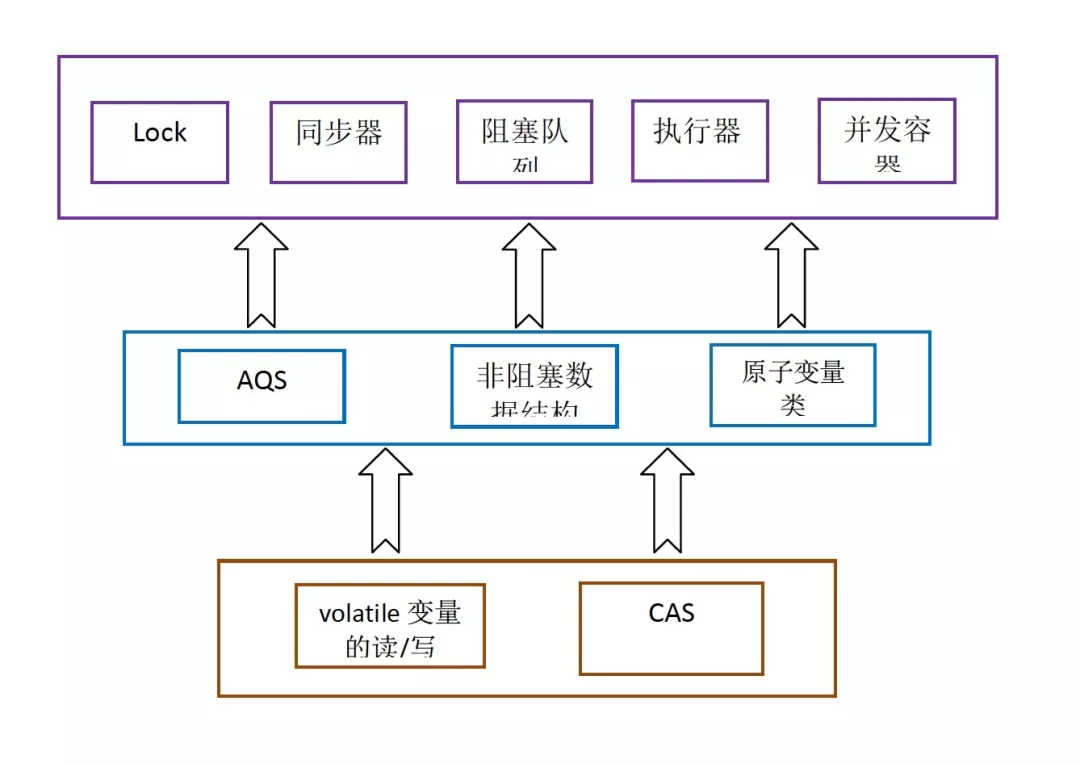 Lock
同步器
阻塞队
列
执行器
并发容
器
AQS
非阻塞数
据结构
原子变量
类
volatile 变量
的读/写
CAS